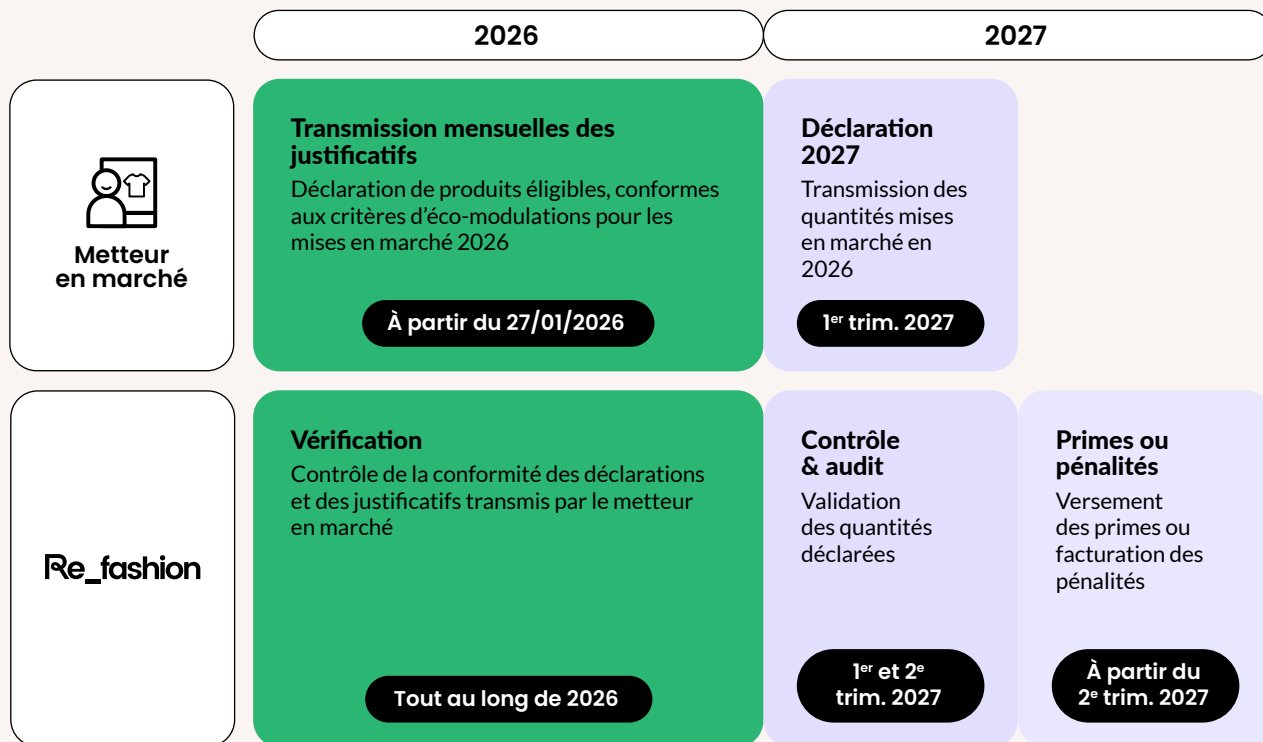 2026
2027
Metteur
en marché
Transmission mensuelles des
justificatifs
Déclaration de produits éligibles, conformes
aux critères d’éco-modulations pour les
mises en marché 2026
À partir du 27/01/2026
Déclaration
2027
Transmission des
quantités mises
en marché en
2026
1er trim. 2027
Re_fashion
Vérification
Contrôle de la conformité des déclarations
et des justificatifs transmis par le metteur
en marché
Tout au long de 2026
Contrôle
& audit
Validation
des quantités
déclarées
1er et 2e
trim. 2027
Primes ou
pénalités
Versement
des primes ou
facturation des
pénalités
À partir du
2e trim. 2027